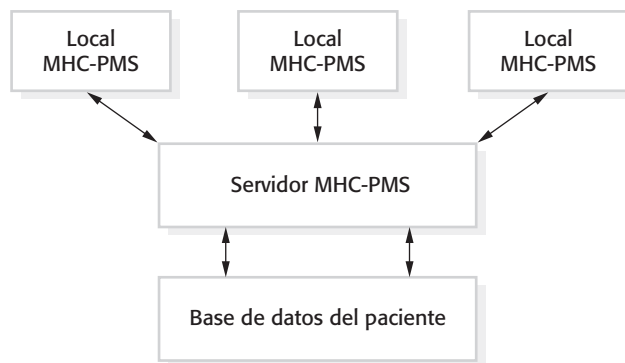 Local
MHC-PMS
Local
MHC-PMS
Local
MHC-PMS
Servidor MHC-PMS
Base de datos del paciente